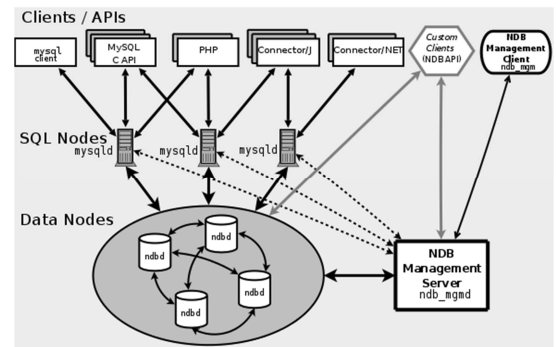 Clients / APIs
mysql
client
MySQL
C API
PHP
Connector/J
Connector/NET
Custom
Clients
(NDB API)
NDB
Management
Client
ndb_mgm
SQL Nodes
mysqld
mysqld
mysqld
Data Nodes
ndbd
ndbd
ndbd
ndbd
NDB
Management
Server
ndb_mgmd